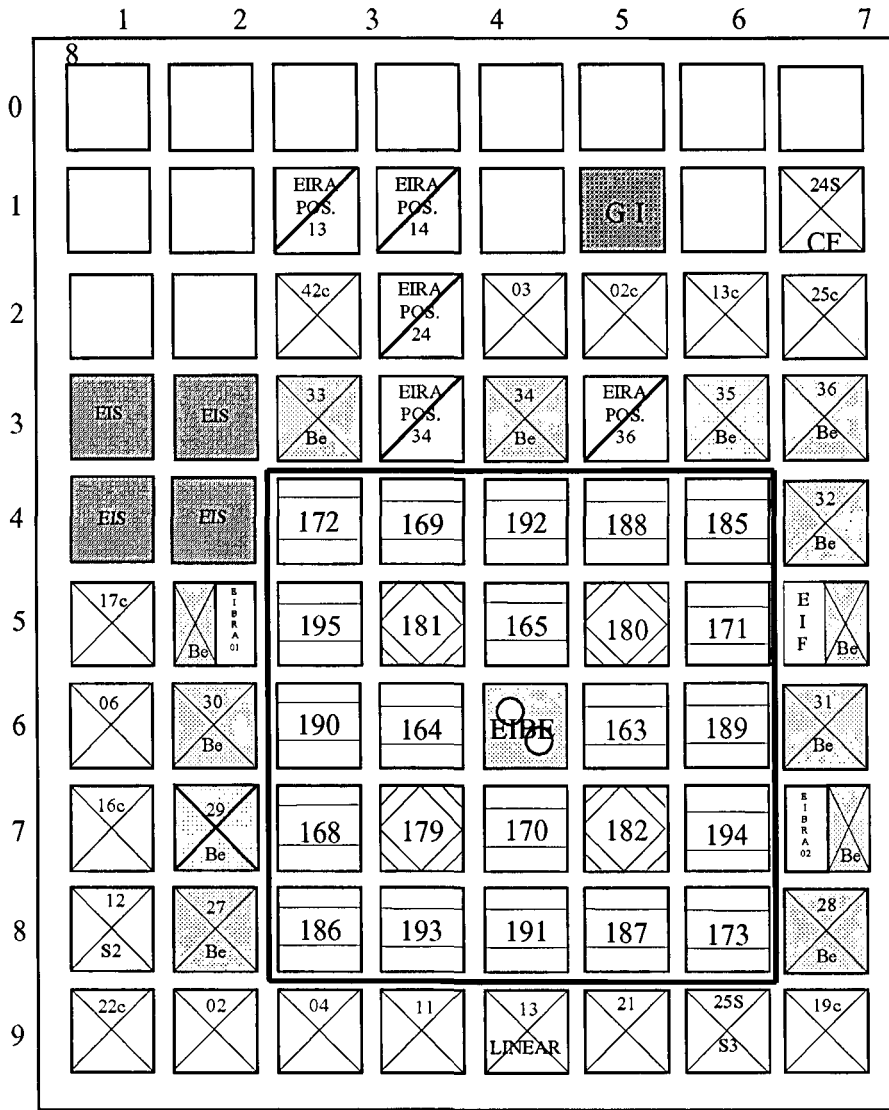 1 2 3 4 5 6 7
8
0
1
EIRA POS. 13
EIRA POS. 14
G I
24S CF
2
42c
EIRA POS. 24
03
02c
13c
25c
3
EIS
EIS
33 Be
EIRA POS. 34
34 Be
EIRA POS. 36
35 Be
36 Be
4
EIS
EIS
172 169 192 188 185
32 Be
5
17c
Be EIBRA 01
195 181 165 180 171
EIF Be
6
06
30 Be
190 164 EIBE 163 189
31 Be
7
16c
29 Be
168 179 170 182 194
EIBRA 02 Be
8
12 S2
27 Be
186 193 191 187 173
28 Be
9
22c
02
04
11
13 LINEAR
21
25S S3
19c